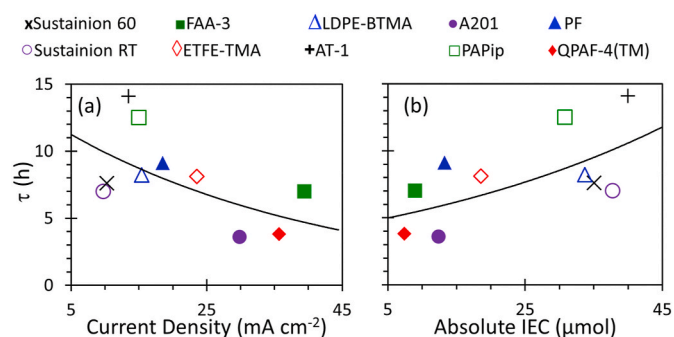 xSustainion 60 FAA-3 LDPE-BTMA A201 PF
Sustainion RT ETFE-TMA AT-1 PAPip QPAF-4(TM)
15 (a) (b)
10
τ (h)
5
0
5 25 45 5 25 45
Current Density (mA cm⁻²) Absolute IEC (μmol)